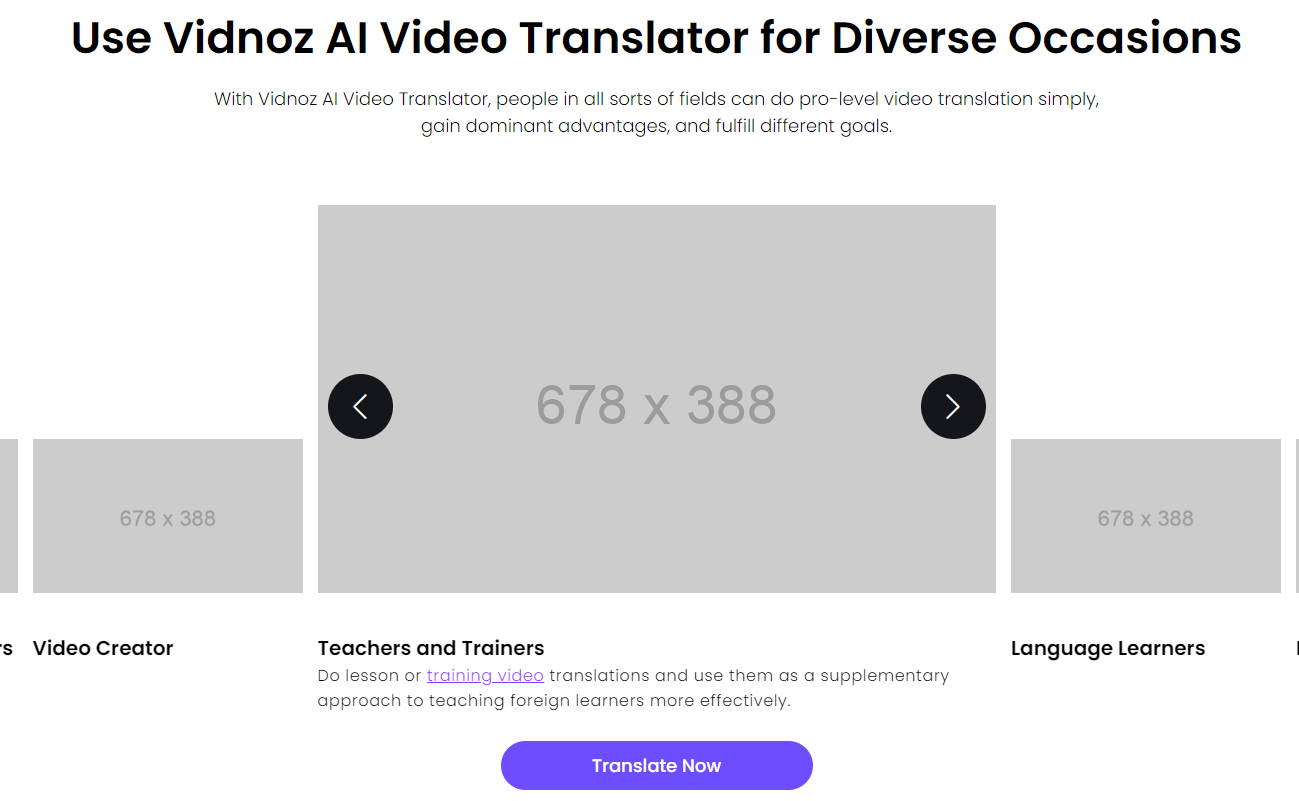 Use Vidnoz AI Video Translator for Diverse Occasions
With Vidnoz AI Video Translator, people in all sorts of fields can do pro-level video translation simply,
gain dominant advantages, and fulfill different goals.
678 x 388
678 x 388
678 x 388
Video Creator
Teachers and Trainers
Do lesson or training video translations and use them as a supplementary
approach to teaching foreign learners more effectively.
Language Learners
Translate Now